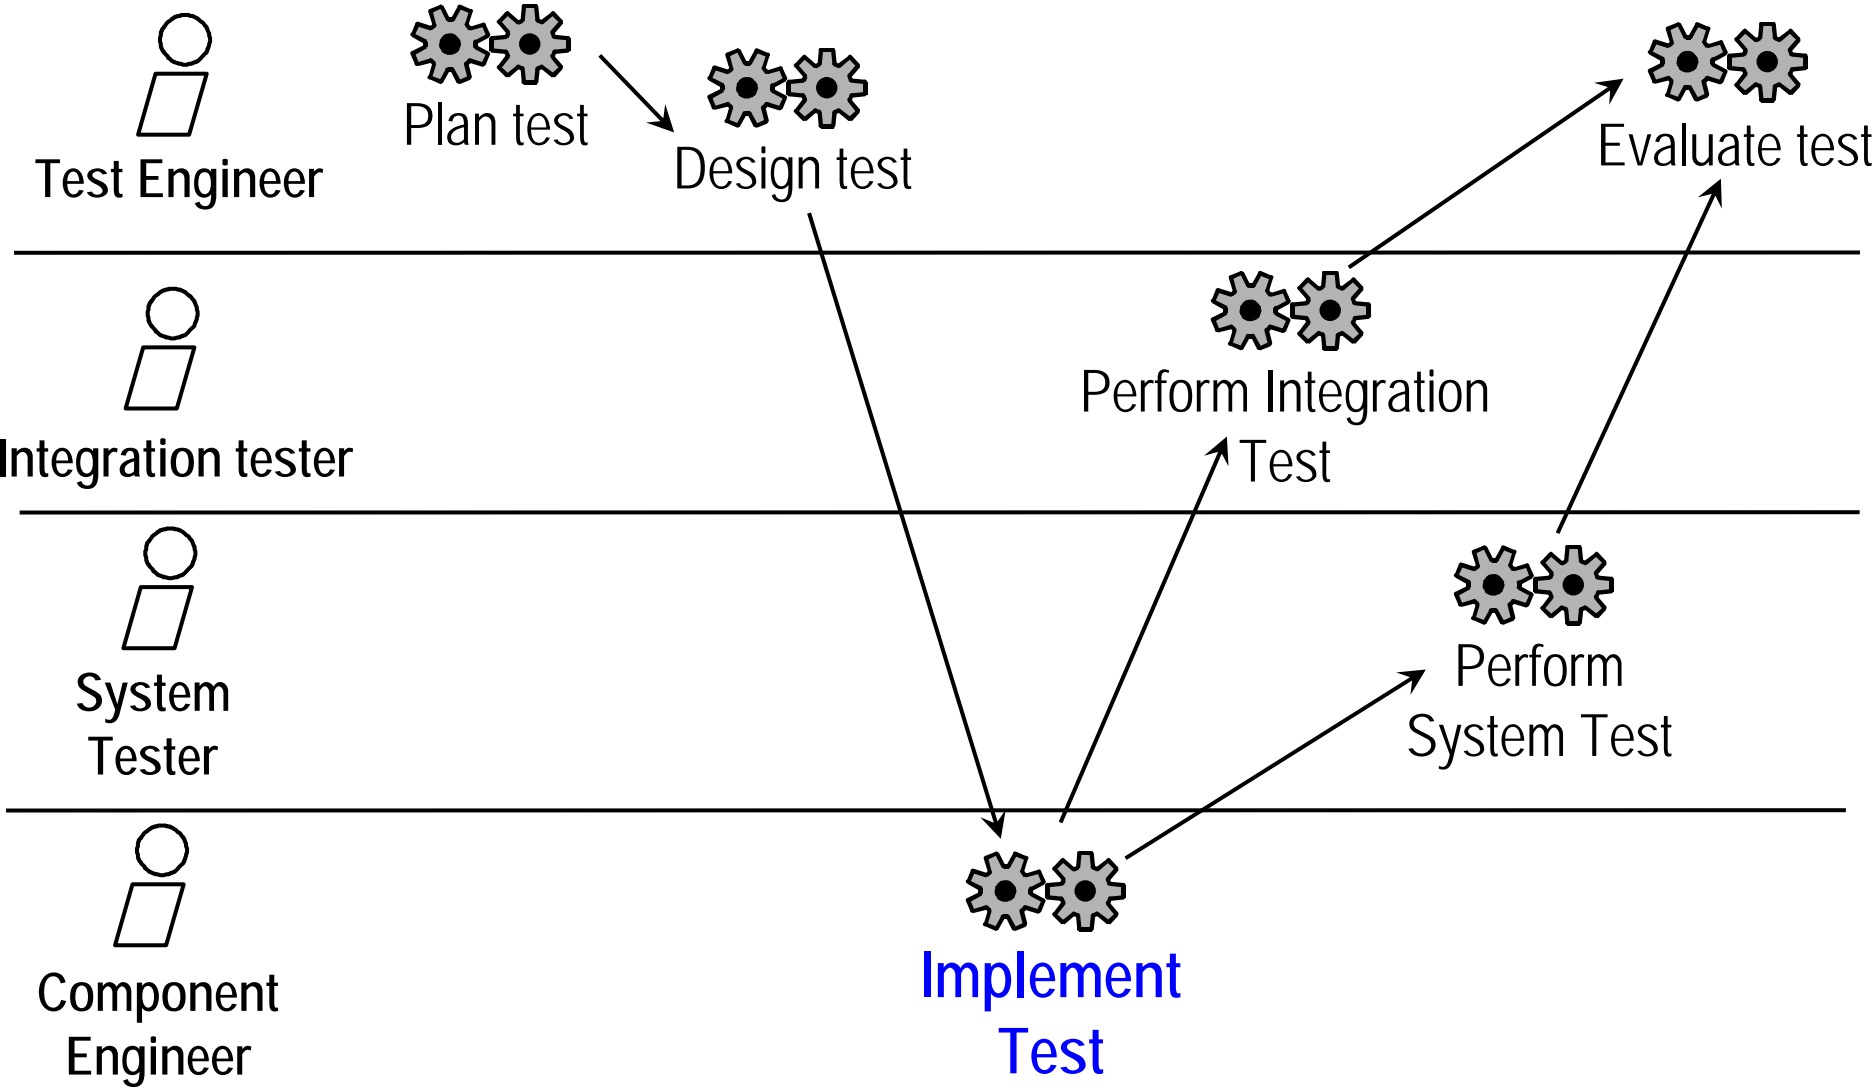 Plan test
Design test
Evaluate test
Test Engineer
Perform Integration
Test
Integration tester
Perform
System Test
System
Tester
Implement
Test
Component
Engineer